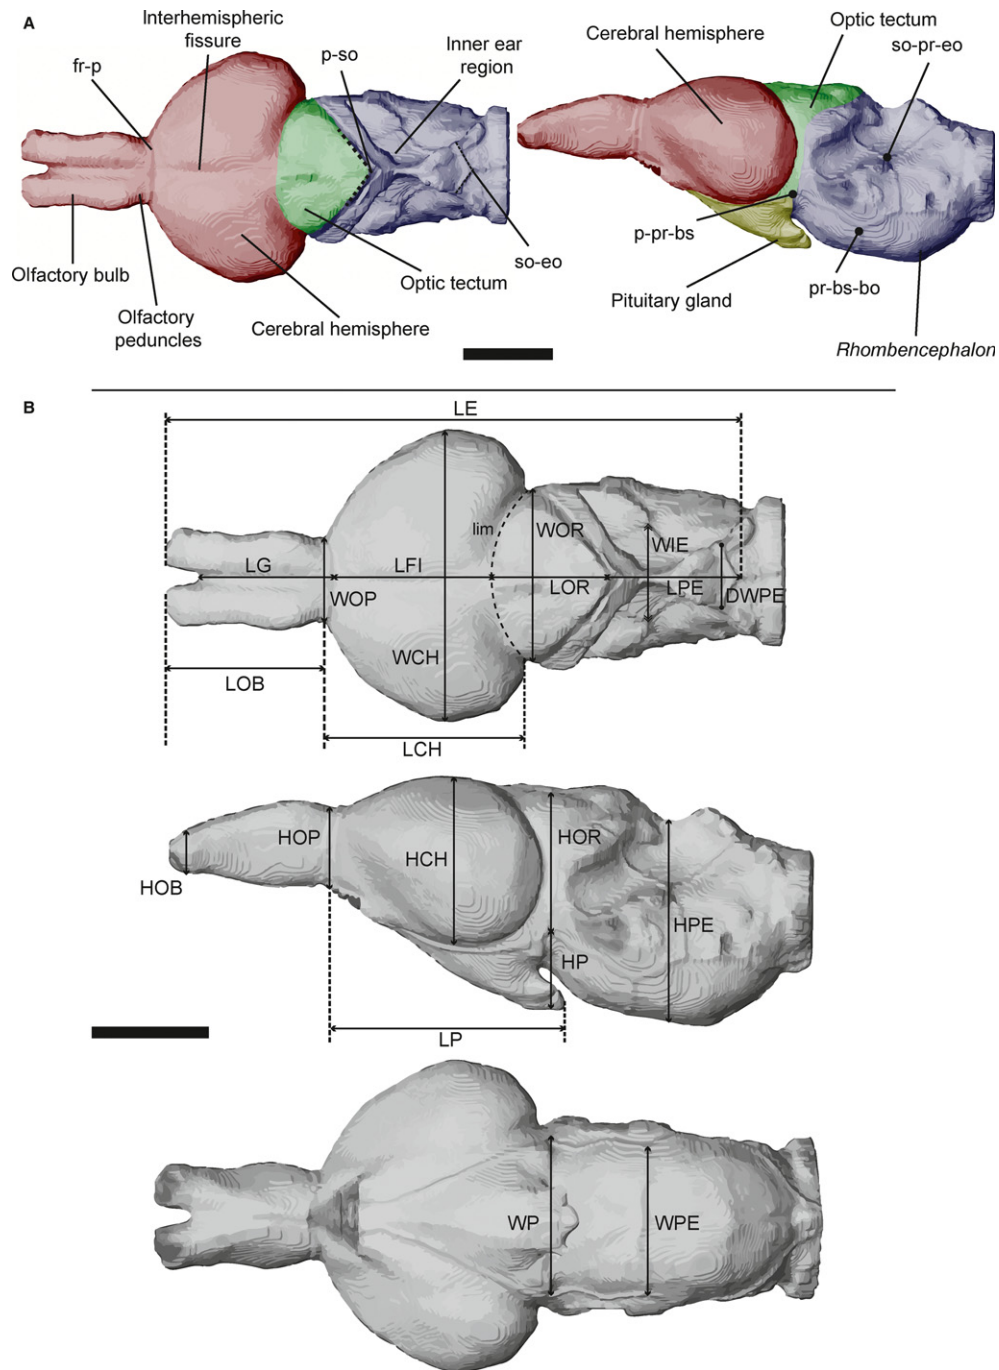 A
Interhemispheric
fissure
fr-p
p-so
Inner ear
region
Olfactory bulb
Olfactory
peduncles
Cerebral hemisphere
Optic tectum
so-eo
Cerebral hemisphere
Optic tectum
so-pr-eo
p-pr-bs
Pituitary gland
pr-bs-bo
Rhombencephalon
B
LE
lim
WOR
WIE
LG
LFI
LOR
LPE
DWPE
WOP
WCH
LOB
LCH
HOP
HCH
HOR
HOB
HPE
HP
LP
WP
WPE